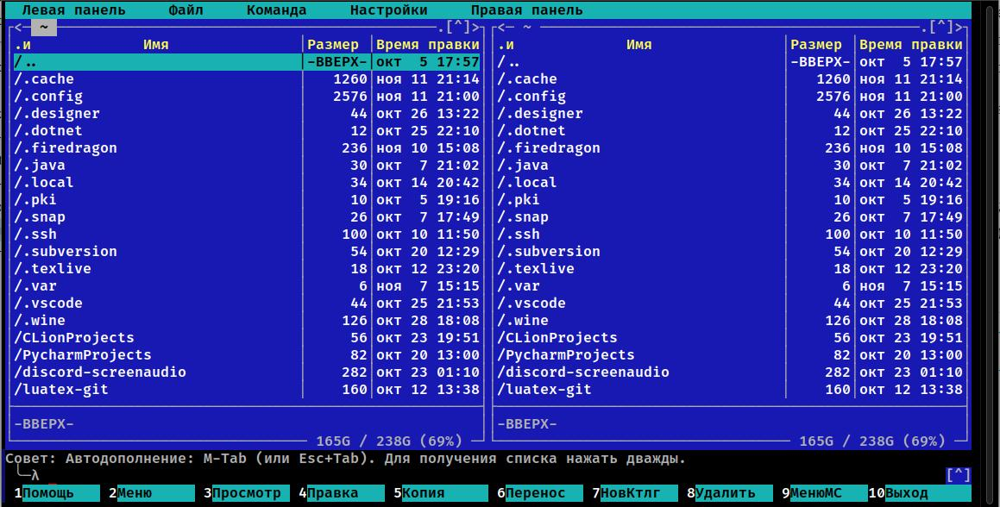 Левая панель Файл Команда Настройки Правая панель
<─ ~ ─.[^]>┐┌<─ ~ ─.[^]>
.и Имя Размер Время правки .и Имя Размер Время правки
/.. -ВВЕРХ- окт 5 17:57 /.. -ВВЕРХ- окт 5 17:57
/.cache 1260 ноя 11 21:14 /.cache 1260 ноя 11 21:14
/.config 2576 ноя 11 21:00 /.config 2576 ноя 11 21:00
/.designer 44 окт 26 13:22 /.designer 44 окт 26 13:22
/.dotnet 12 окт 25 22:10 /.dotnet 12 окт 25 22:10
/.firedragon 236 ноя 10 15:08 /.firedragon 236 ноя 10 15:08
/.java 30 окт 7 21:02 /.java 30 окт 7 21:02
/.local 34 окт 14 20:42 /.local 34 окт 14 20:42
/.pki 10 окт 5 19:16 /.pki 10 окт 5 19:16
/.snap 26 окт 7 17:49 /.snap 26 окт 7 17:49
/.ssh 100 окт 10 11:50 /.ssh 100 окт 10 11:50
/.subversion 54 окт 20 12:29 /.subversion 54 окт 20 12:29
/.texlive 18 окт 12 23:20 /.texlive 18 окт 12 23:20
/.var 6 ноя 7 15:15 /.var 6 ноя 7 15:15
/.vscode 44 окт 25 21:53 /.vscode 44 окт 25 21:53
/.wine 126 окт 28 18:08 /.wine 126 окт 28 18:08
/CLionProjects 56 окт 23 19:51 /CLionProjects 56 окт 23 19:51
/PycharmProjects 82 окт 20 13:00 /PycharmProjects 82 окт 20 13:00
/discord-screenaudio 282 окт 23 01:10 /discord-screenaudio 282 окт 23 01:10
/luatex-git 160 окт 12 13:38 /luatex-git 160 окт 12 13:38
-ВВЕРХ- -ВВЕРХ-
165G / 238G (69%) 165G / 238G (69%)
Совет: Автодополнение: M-Tab (или Esc+Tab). Для получения списка нажать дважды.
╰─λ _ [^]
1Помощь 2Меню 3Просмотр 4Правка 5Копия 6Перенос 7НовКтлг 8Удалить 9МенюМС 10Выход